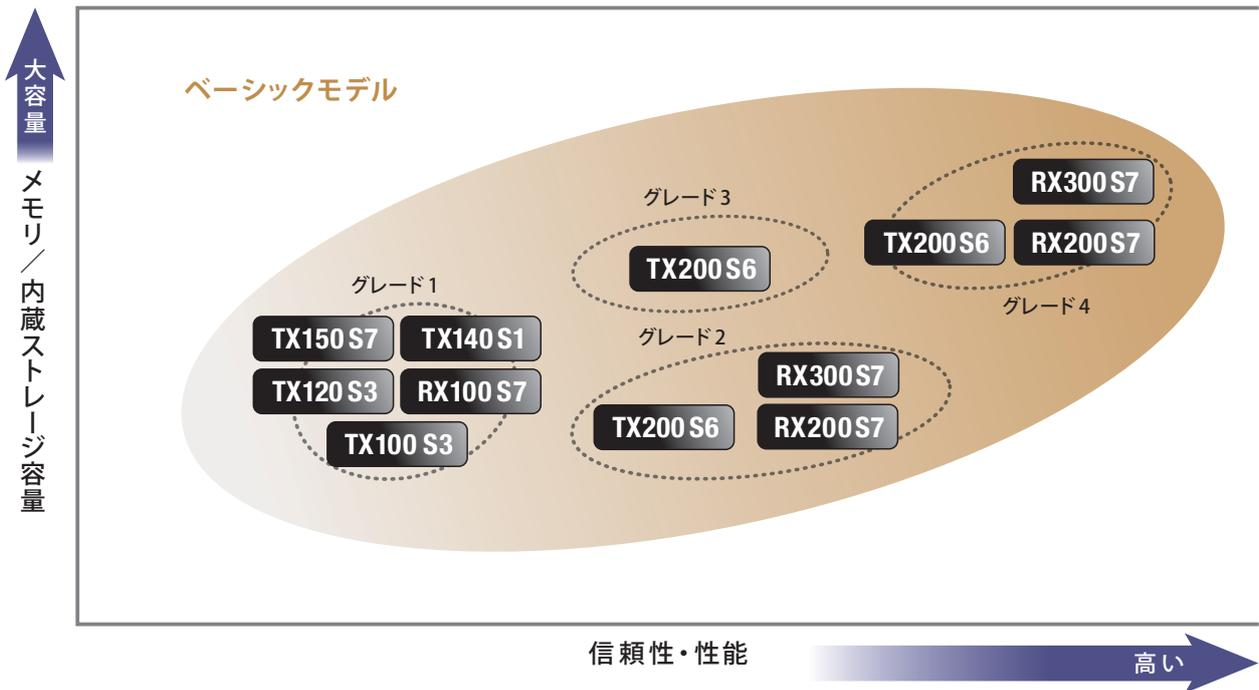 大容量
メモリ／内蔵ストレージ容量
ベーシックモデル
グレード1
TX150 S7
TX140 S1
TX120 S3
RX100 S7
TX100 S3
グレード3
TX200 S6
グレード2
RX300 S7
TX200 S6
RX200 S7
RX300 S7
TX200 S6
RX200 S7
グレード4
信頼性・性能
高い